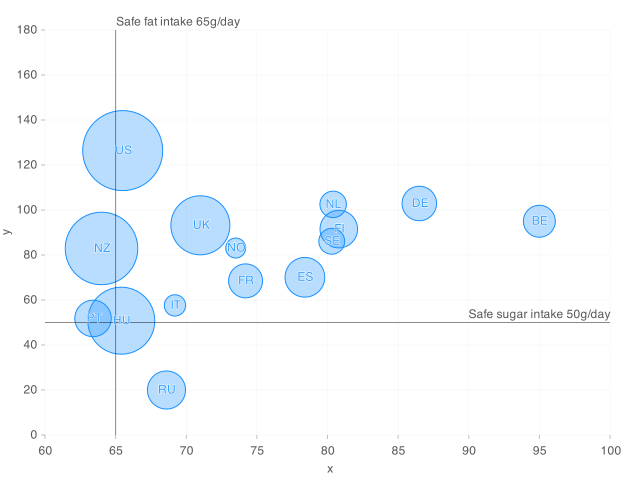 Safe fat intake 65g/day
180
160
140
120
100
80
60
40
20
0
y
US
NZ
UK
NO
NL
FI
SE
DE
BE
FR
ES
IT
PT
HU
RU
Safe sugar intake 50g/day
60
65
70
75
80
85
90
95
100
x